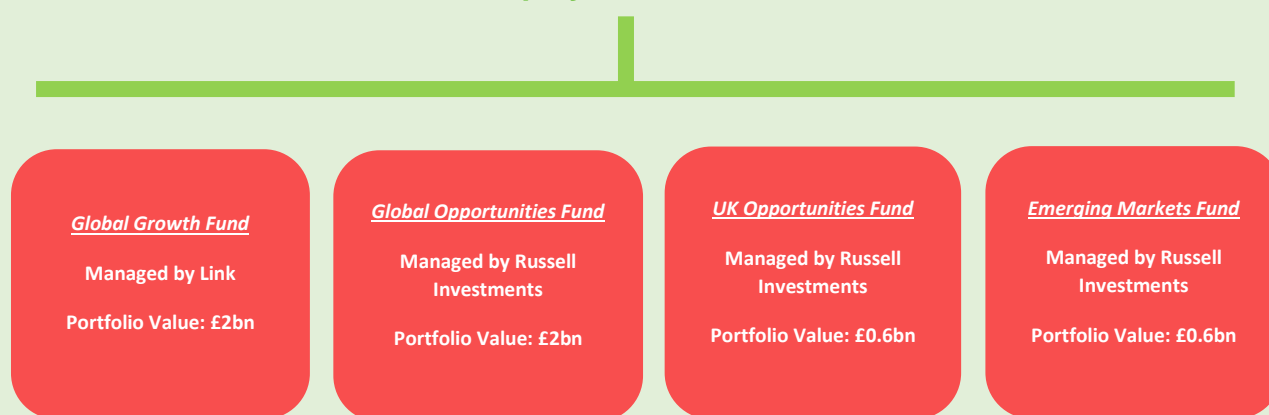 Global Growth Fund
Managed by Link
Portfolio Value: £2bn
Global Opportunities Fund
Managed by Russell
Investments
Portfolio Value: £2bn
UK Opportunities Fund
Managed by Russell
Investments
Portfolio Value: £0.6bn
Emerging Markets Fund
Managed by Russell
Investments
Portfolio Value: £0.6bn